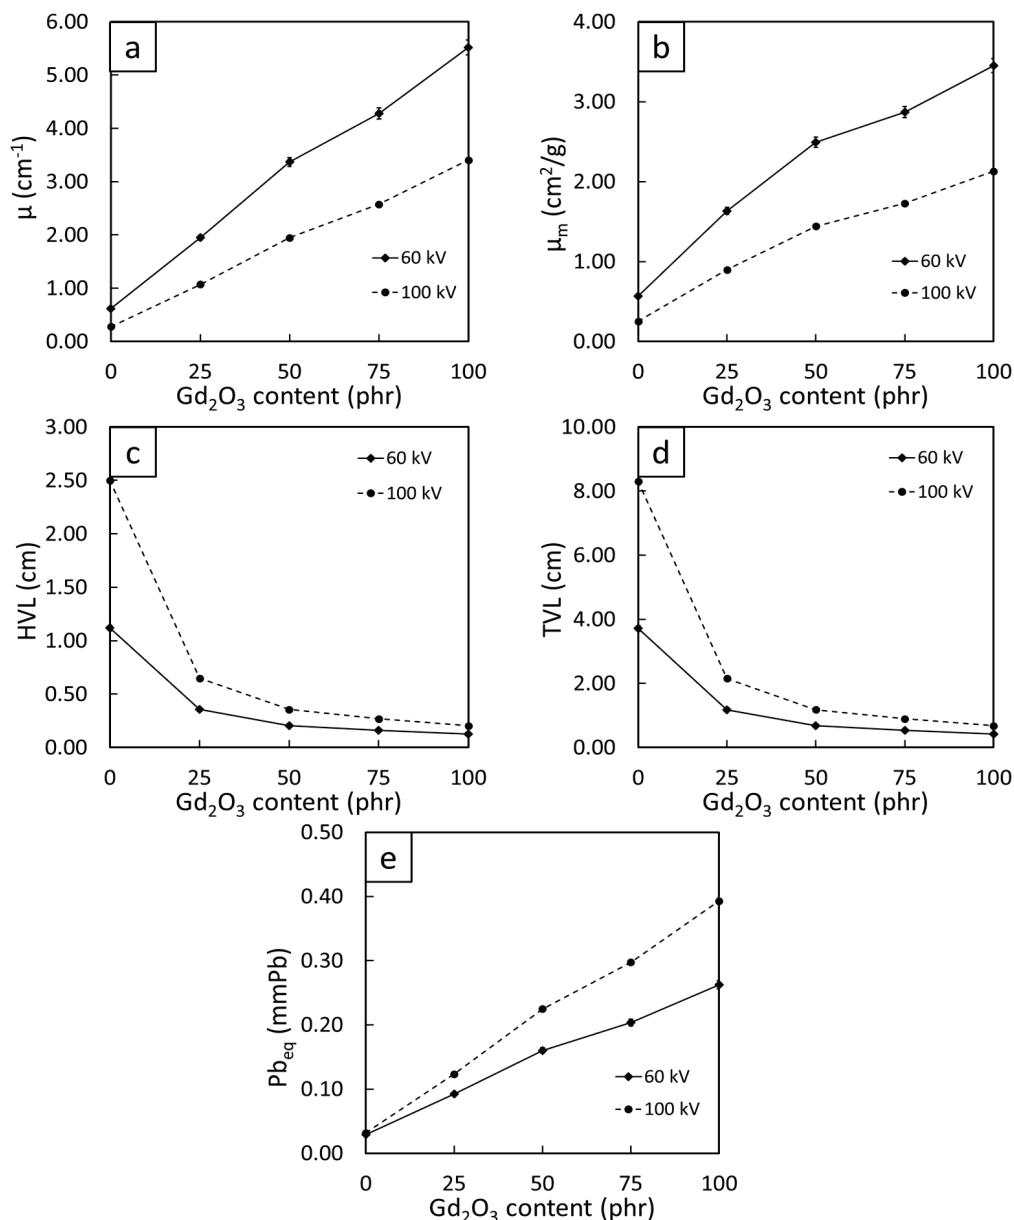 a
6.00
5.00
4.00
3.00
2.00
1.00
0.00
μ (cm⁻¹)
60 kV
100 kV
0 25 50 75 100
Gd₂O₃ content (phr)
b
4.00
3.00
2.00
1.00
0.00
μₘ (cm²/g)
60 kV
100 kV
0 25 50 75 100
Gd₂O₃ content (phr)
c
3.00
2.50
2.00
1.50
1.00
0.50
0.00
HVL (cm)
60 kV
100 kV
0 25 50 75 100
Gd₂O₃ content (phr)
d
10.00
8.00
6.00
4.00
2.00
0.00
TVL (cm)
60 kV
100 kV
0 25 50 75 100
Gd₂O₃ content (phr)
e
0.50
0.40
0.30
0.20
0.10
0.00
Pb_eq (mmPb)
60 kV
100 kV
0 25 50 75 100
Gd₂O₃ content (phr)